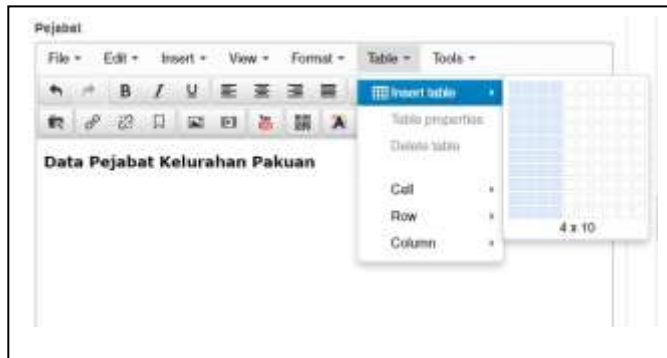 Pejabat
File Edit Insert View Format Table Tools
B I U Insert table
A Table properties
Delete table
Data Pejabat Kelurahan Pakuan
Cell
Row
4 x 10
Column